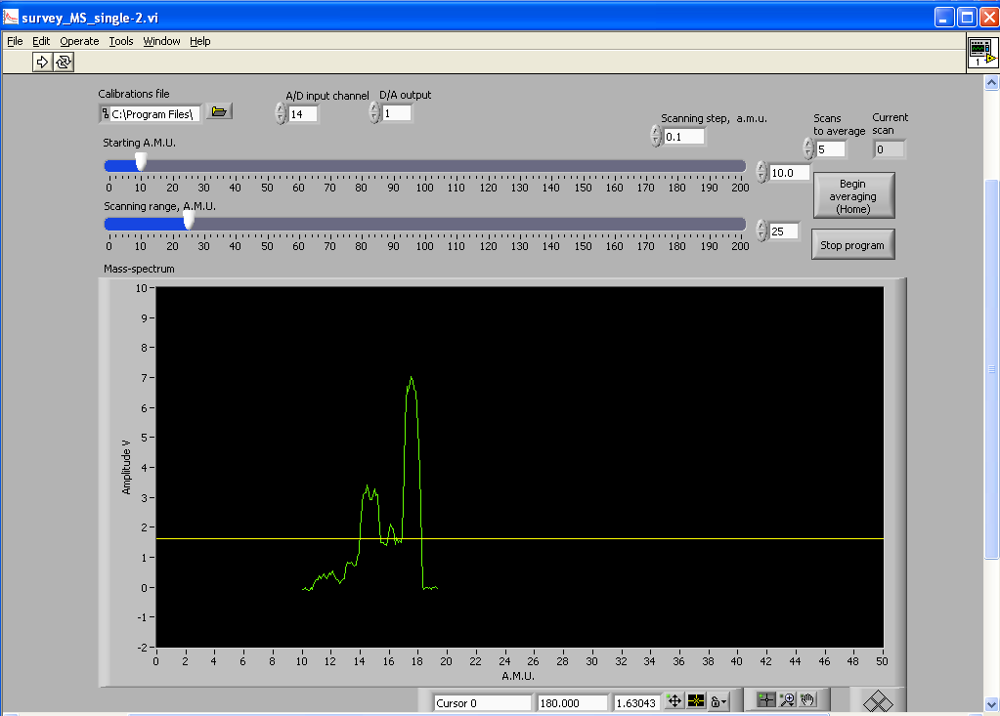 survey_MS_single-2.vi
File Edit Operate Tools Window Help
1
Calibrations file
C:\Program Files\
A/D input channel
14
D/A output
1
Scanning step, a.m.u.
0.1
Scans
to average
5
Current
scan
0
Starting A.M.U.
0 10 20 30 40 50 60 70 80 90 100 110 120 130 140 150 160 170 180 190 200
10.0
Scanning range, A.M.U.
0 10 20 30 40 50 60 70 80 90 100 110 120 130 140 150 160 170 180 190 200
25
Begin
averaging
(Home)
Stop program
Mass-spectrum
Amplitude V
10
9
8
7
6
5
4
3
2
1
0
-1
-2
0 2 4 6 8 10 12 14 16 18 20 22 24 26 28 30 32 34 36 38 40 42 44 46 48 50
A.M.U.
Cursor 0 180.000 1.63043